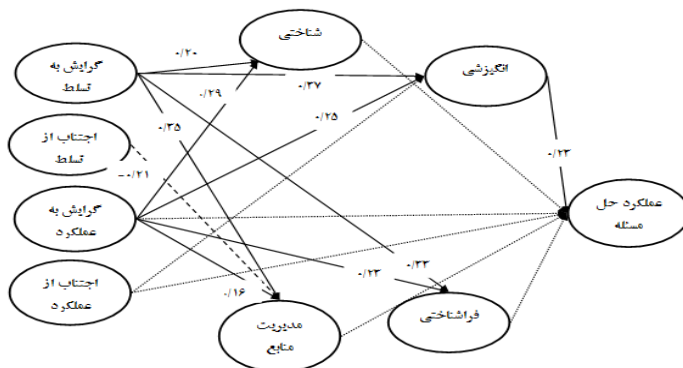 شناختی
انگیزشی
گرایش به
تسلط
۰/۲۰
۰/۳۷
۰/۲۹
۰/۳۵
۰/۲۵
اجتناب از
تسلط
-۰/۲۱
۰/۲۳
گرایش به
عملکرد
عملکرد حل
مسئله
اجتناب از
عملکرد
۰/۱۶
۰/۲۳
۰/۳۳
مدیریت
منابع
فراشناختی